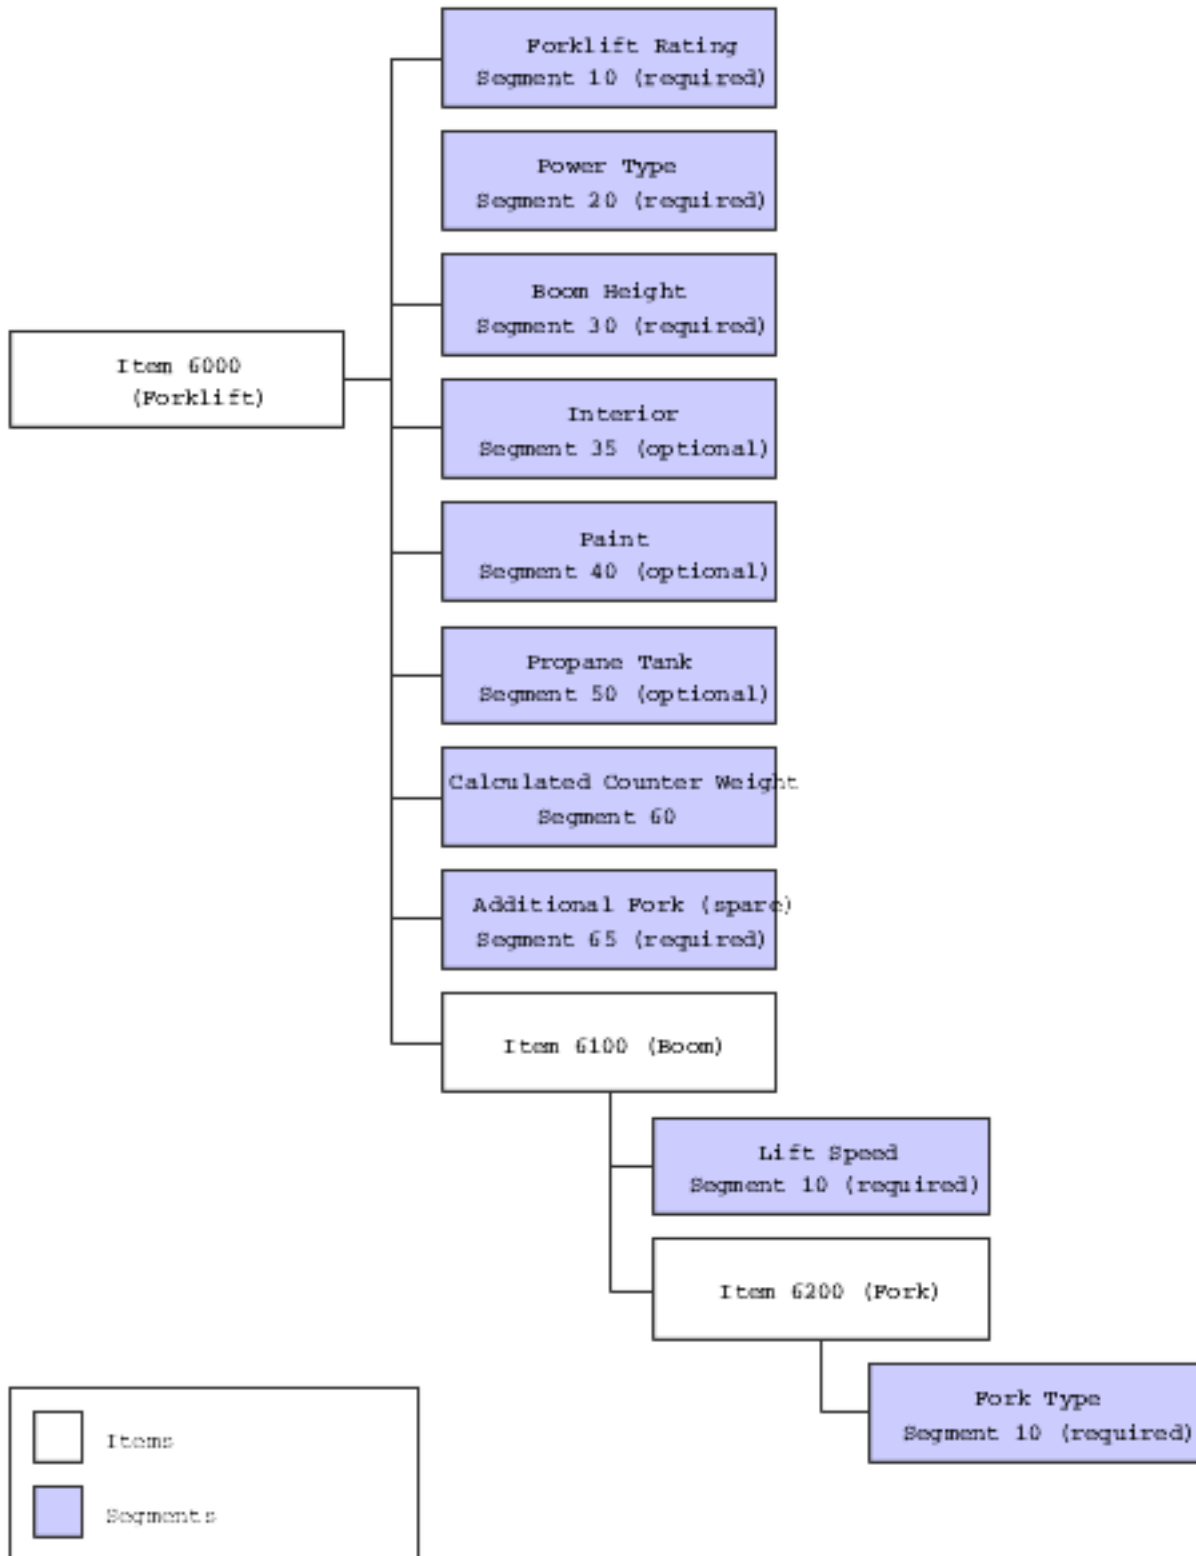 Forklift Rating
Segment 10 (required)
Power Type
Segment 20 (required)
Boom Height
Segment 30 (required)
Item 6000
(Forklift)
Interior
Segment 35 (optional)
Paint
Segment 40 (optional)
Propane Tank
Segment 50 (optional)
Calculated Counter Weight
Segment 60
Additional Fork (spare)
Segment 65 (required)
Item 6100 (Boom)
Lift Speed
Segment 10 (required)
Item 6200 (Fork)
Fork Type
Segment 10 (required)
Items
Segments